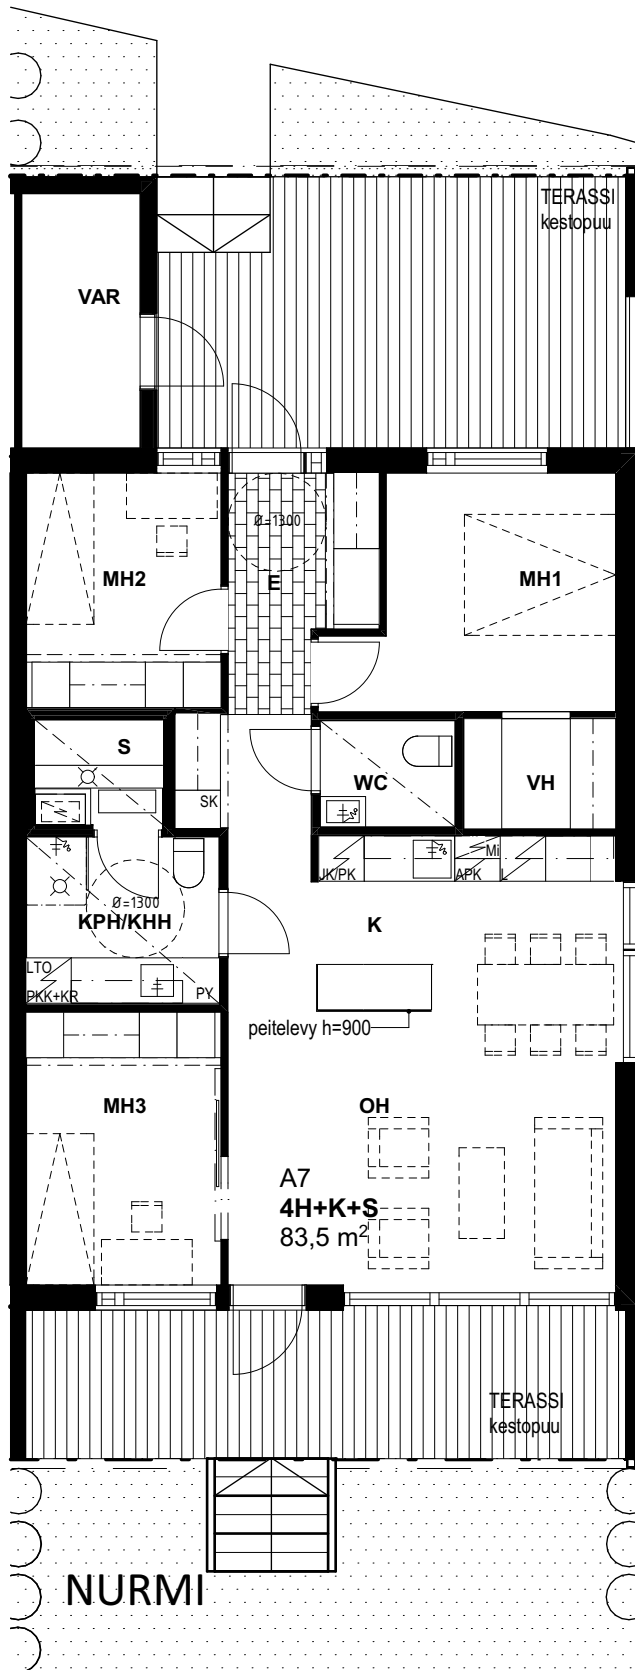 TERASSI
kestopuu
VAR
Ø=1300
MH2
E
MH1
S
SK
WC
VH
JK/PK
APK
Mi
L
Ø=1300
KPH/KHH
K
LTO
PKK+KR
PY
peitelevy h=900
MH3
OH
A7
4H+K+S
83,5 m²
TERASSI
kestopuu
NURMI